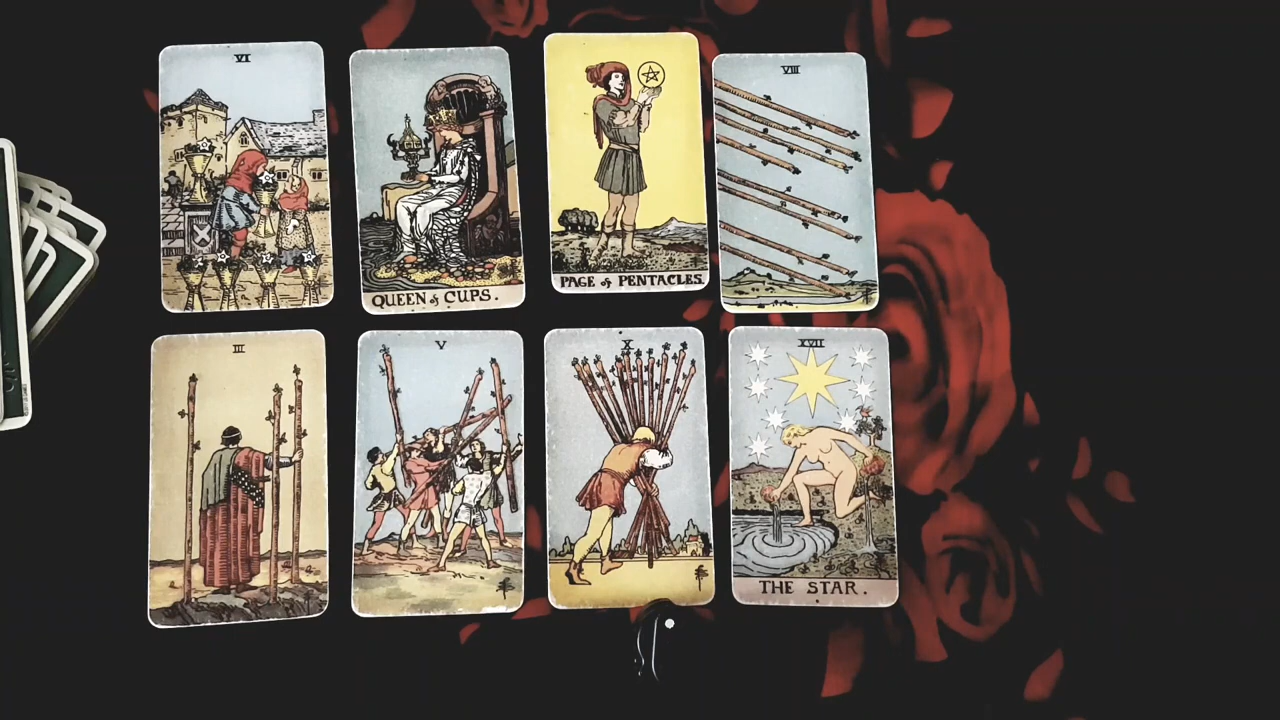 VI
QUEEN of CUPS.
PAGE of PENTACLES.
VIII
III
V
X
XVII
THE STAR.